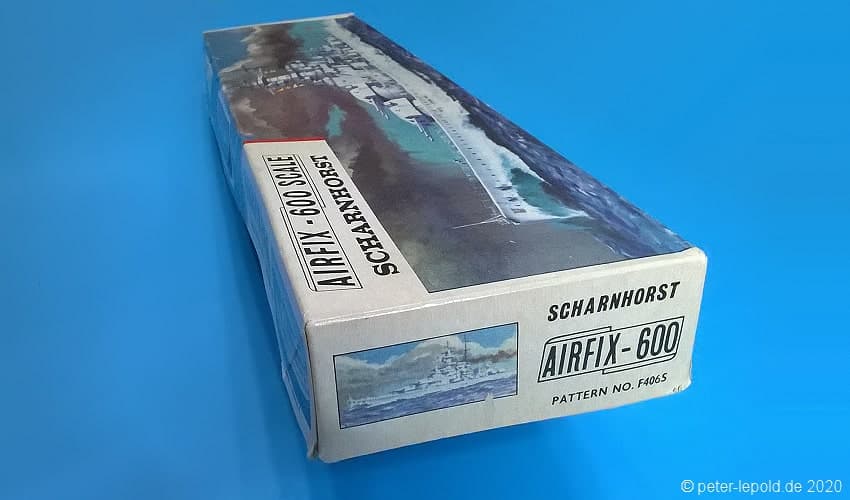 AIRFIX - 600 SCALE
SCHARNHORST
SCHARNHORST
AIRFIX-600
PATTERN NO. F406S
© peter-lepold.de 2020